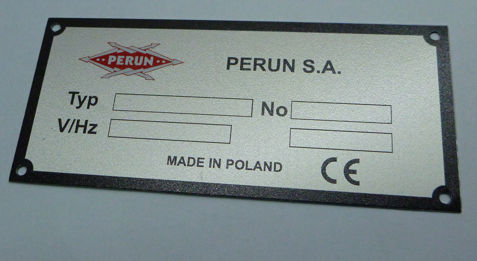 PERUN
PERUN S.A.
Typ No
V/Hz
MADE IN POLAND CE